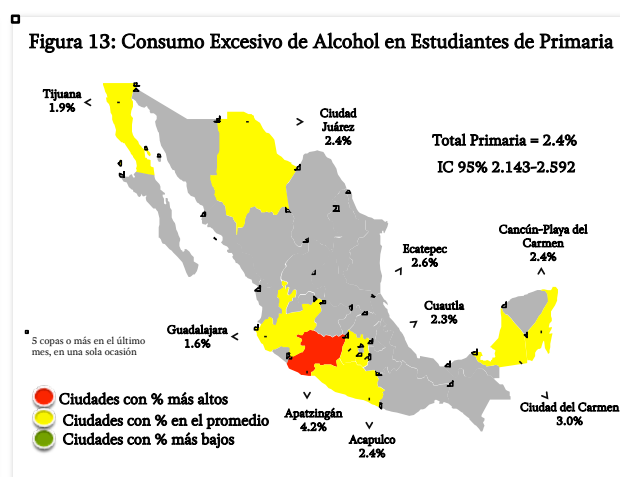 Figura 13: Consumo Excesivo de Alcohol en Estudiantes de Primaria
Tijuana
1.9%
Ciudad
Juárez
2.4%
Total Primaria = 2.4%
IC 95% 2.143-2.592
Cancún-Playa del
Carmen
2.4%
Ecatepec
2.6%
Cuautla
2.3%
Guadalajara
1.6%
5 copas o más en el último
mes, en una sola ocasión
Ciudades con % más altos
Ciudades con % en el promedio
Ciudades con % más bajos
Apatzingán
4.2%
Acapulco
2.4%
Ciudad del Carmen
3.0%